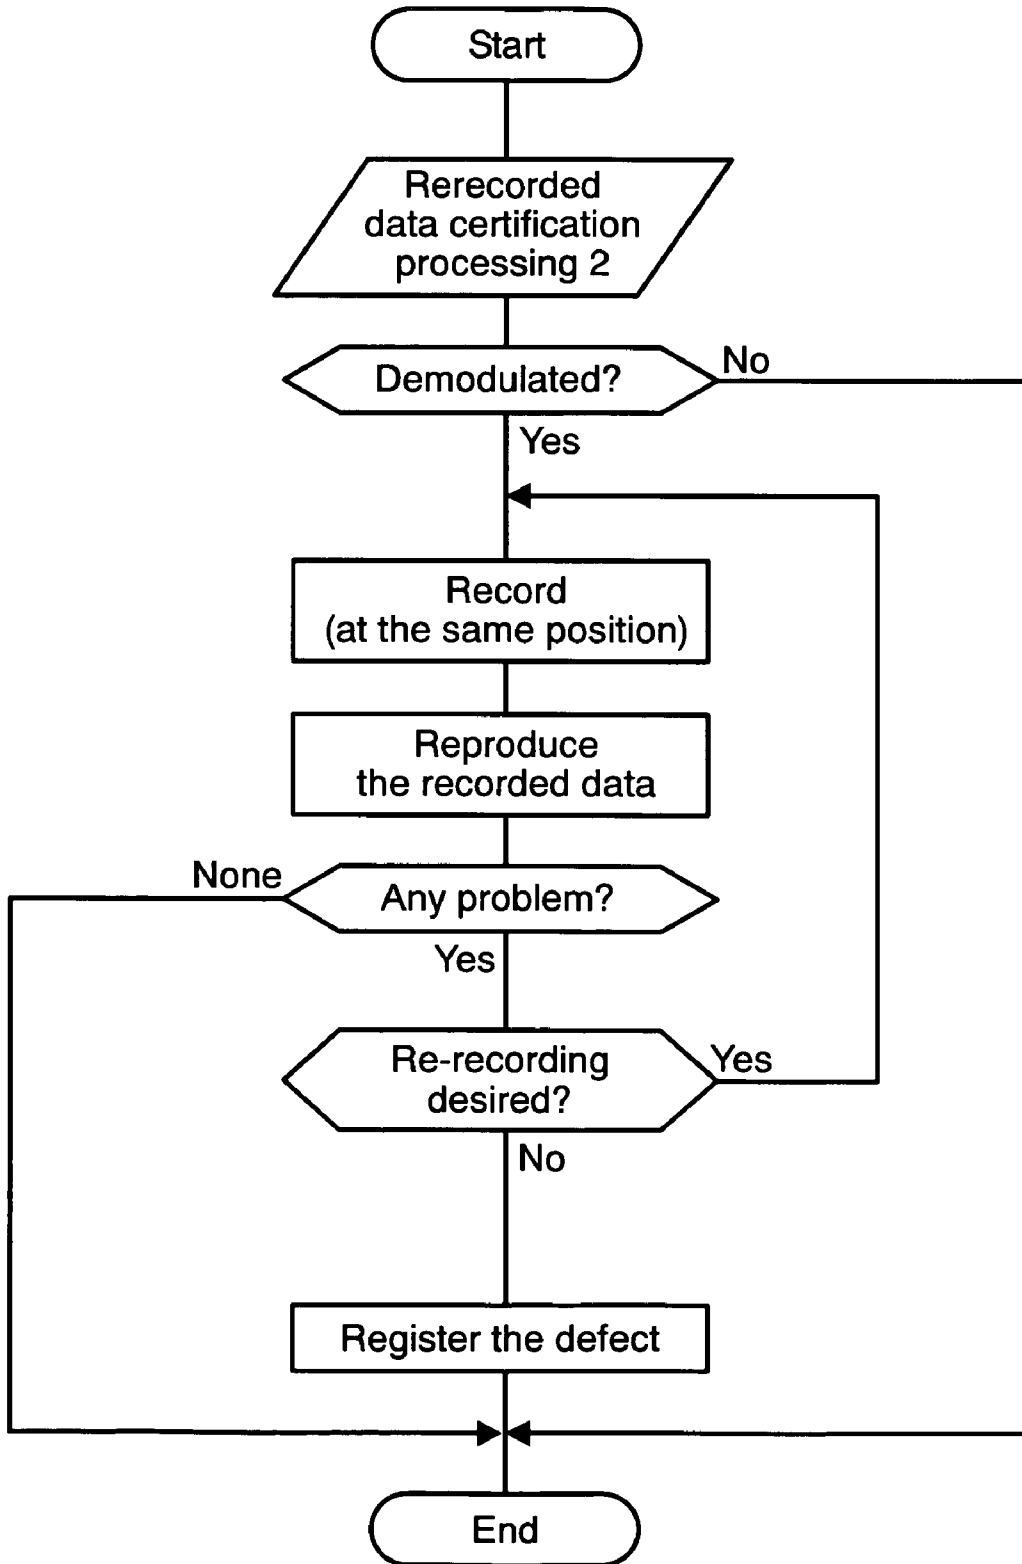 Start
Rerecorded
data certification
processing 2
Demodulated?
No
Yes
Record
(at the same position)
Reproduce
the recorded data
None
Any problem?
Yes
Re-recording
desired?
Yes
No
Register the defect
End